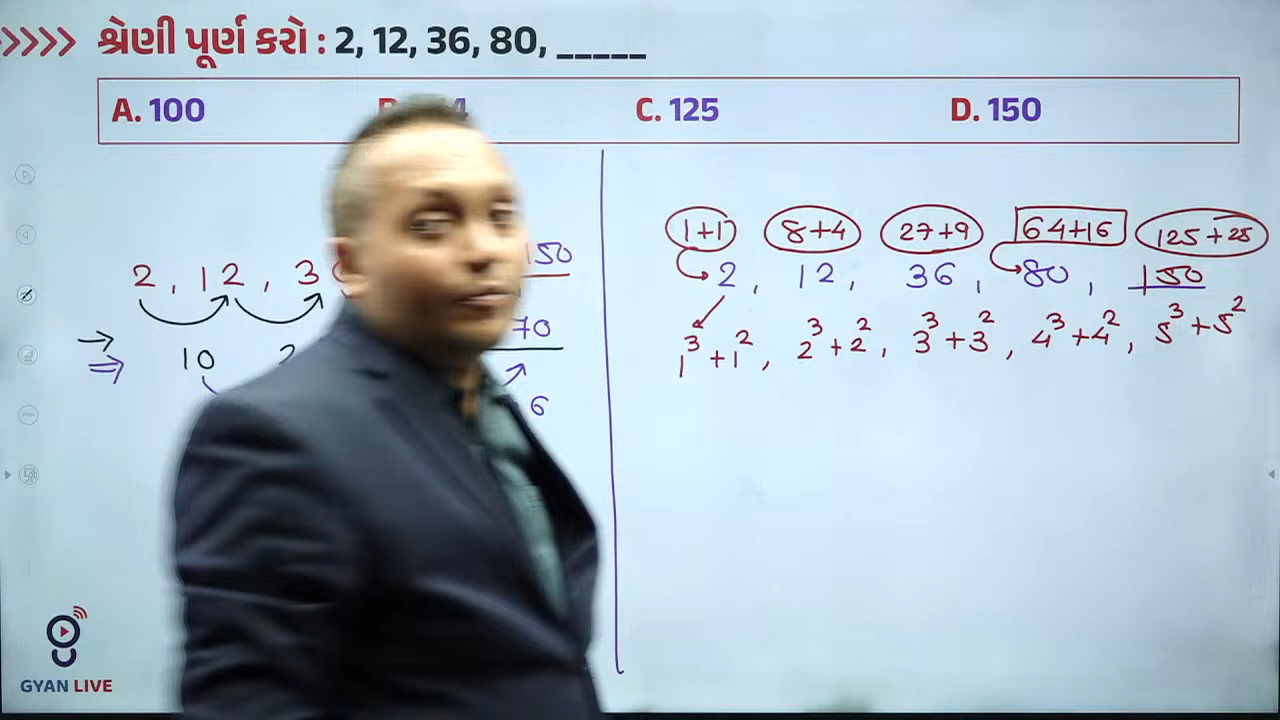 શ્રેણી પૂર્ણ કરો : 2, 12, 36, 80, _____
A. 100
C. 125
D. 150
2, 12, 3
150
10
70
6
1+1 8+4 27+9 64+16 125+25
2, 12, 36, 80, 150
1³+1², 2³+2², 3³+3², 4³+4², 5³+5²
GYAN LIVE